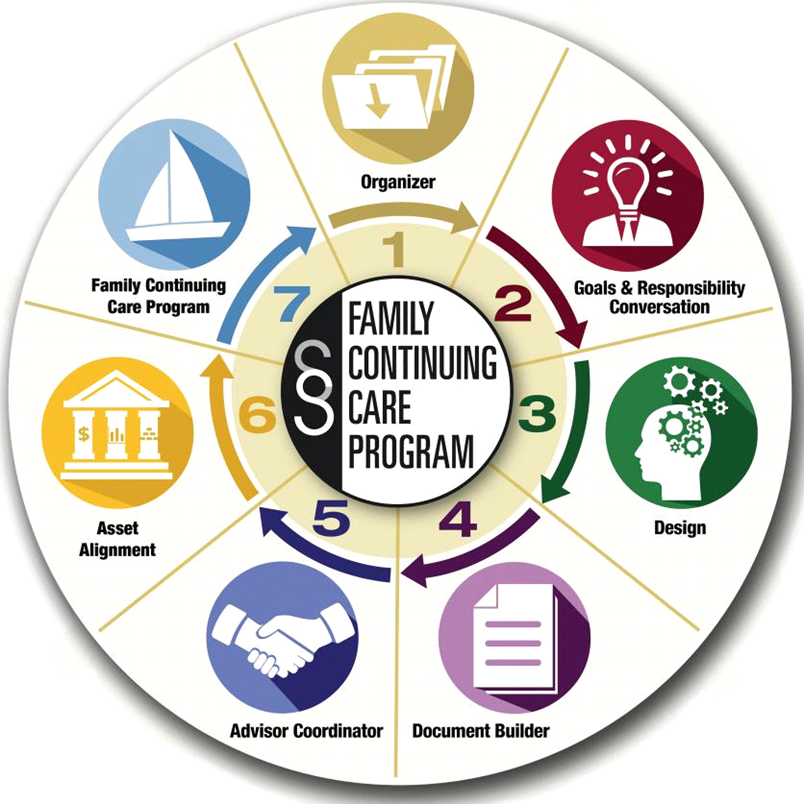 Organizer
1
Goals & Responsibility
Conversation
2
Design
3
Document Builder
4
Advisor Coordinator
5
Asset
Alignment
$
6
Family Continuing
Care Program
7
§
FAMILY
CONTINUING
CARE
PROGRAM